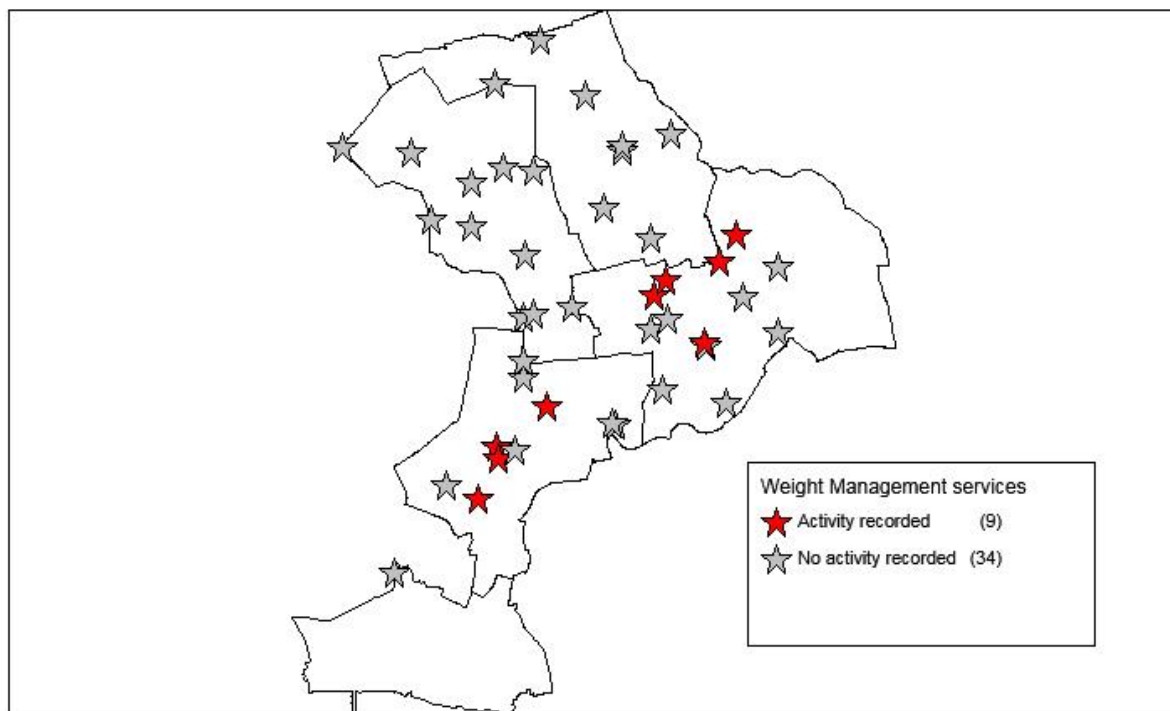 Weight Management services
Activity recorded (9)
No activity recorded (34)